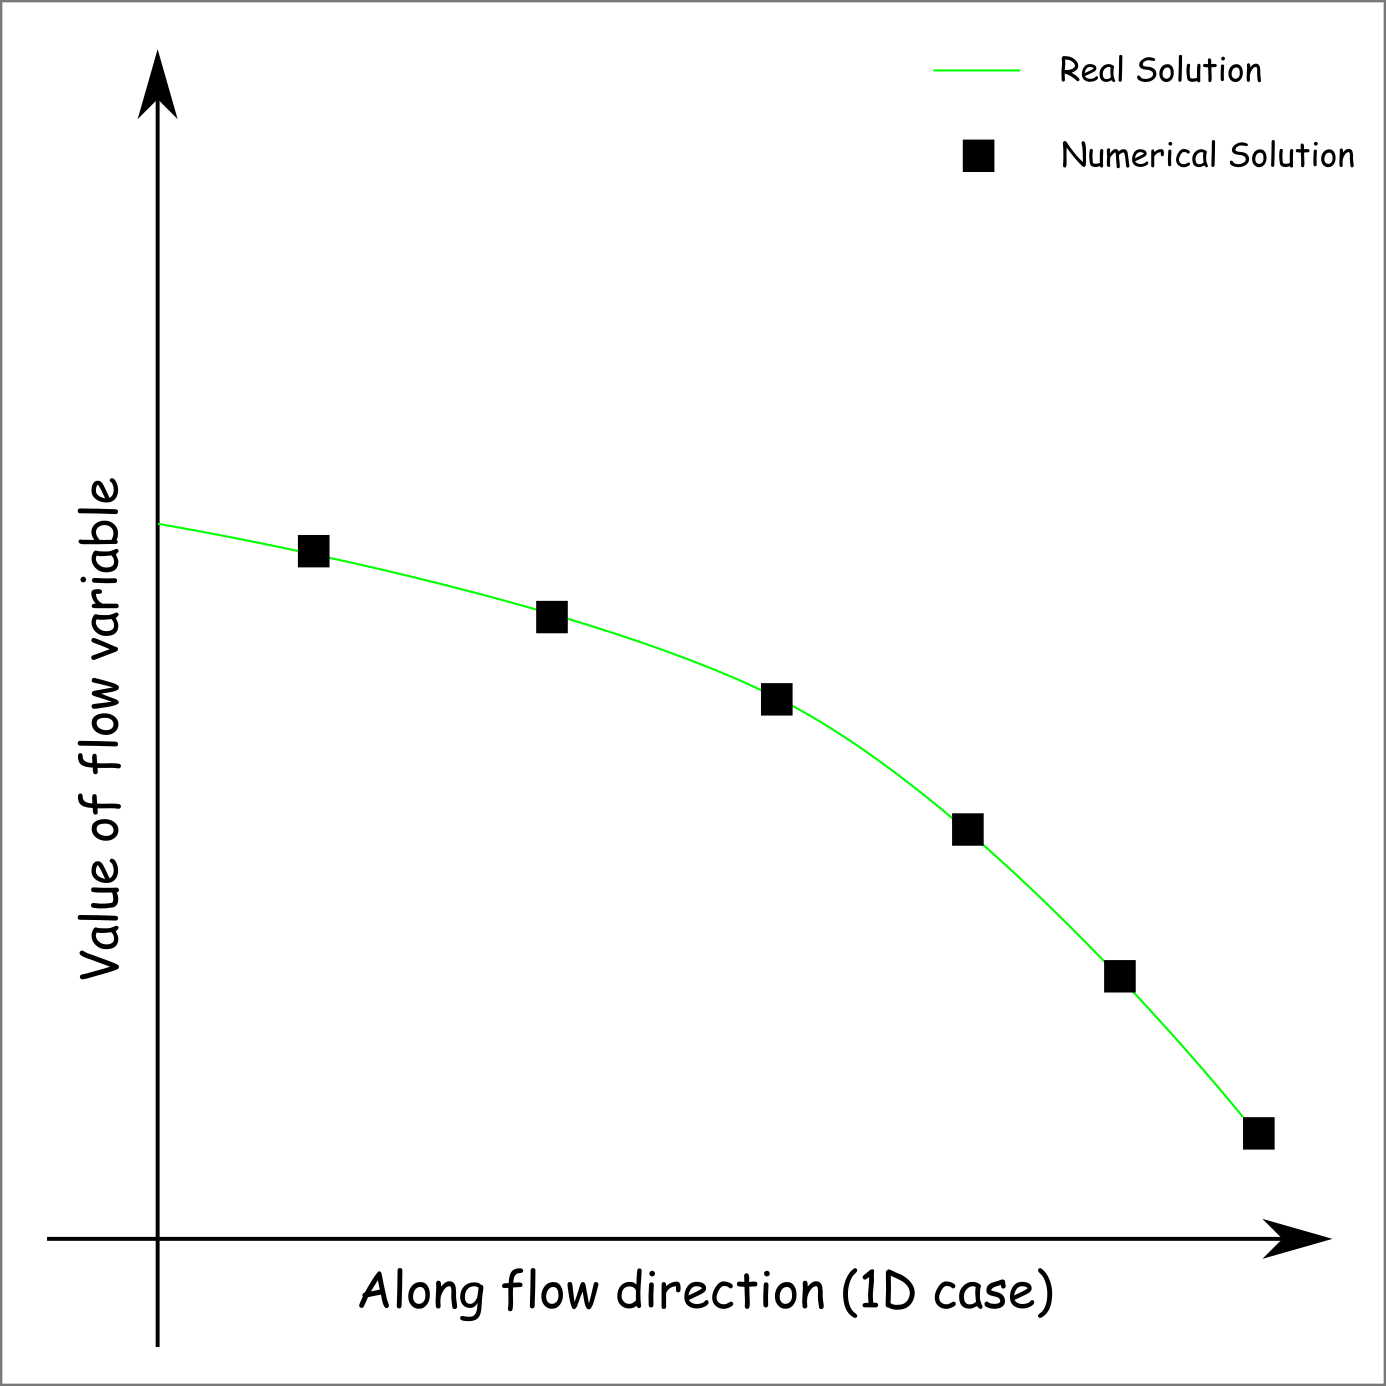 Real Solution
Numerical Solution
Value of flow variable
Along flow direction (1D case)